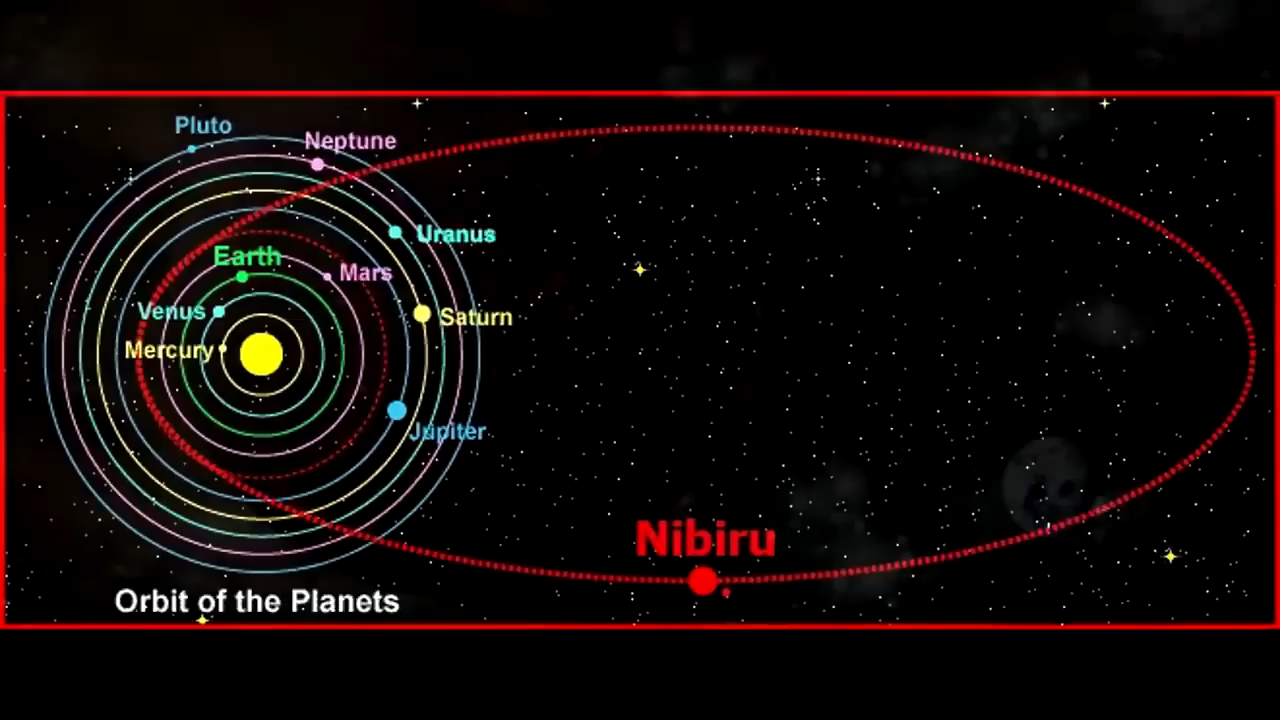 Pluto
Neptune
Uranus
Earth
Mars
Venus
Saturn
Mercury
Jupiter
Nibiru
Orbit of the Planets